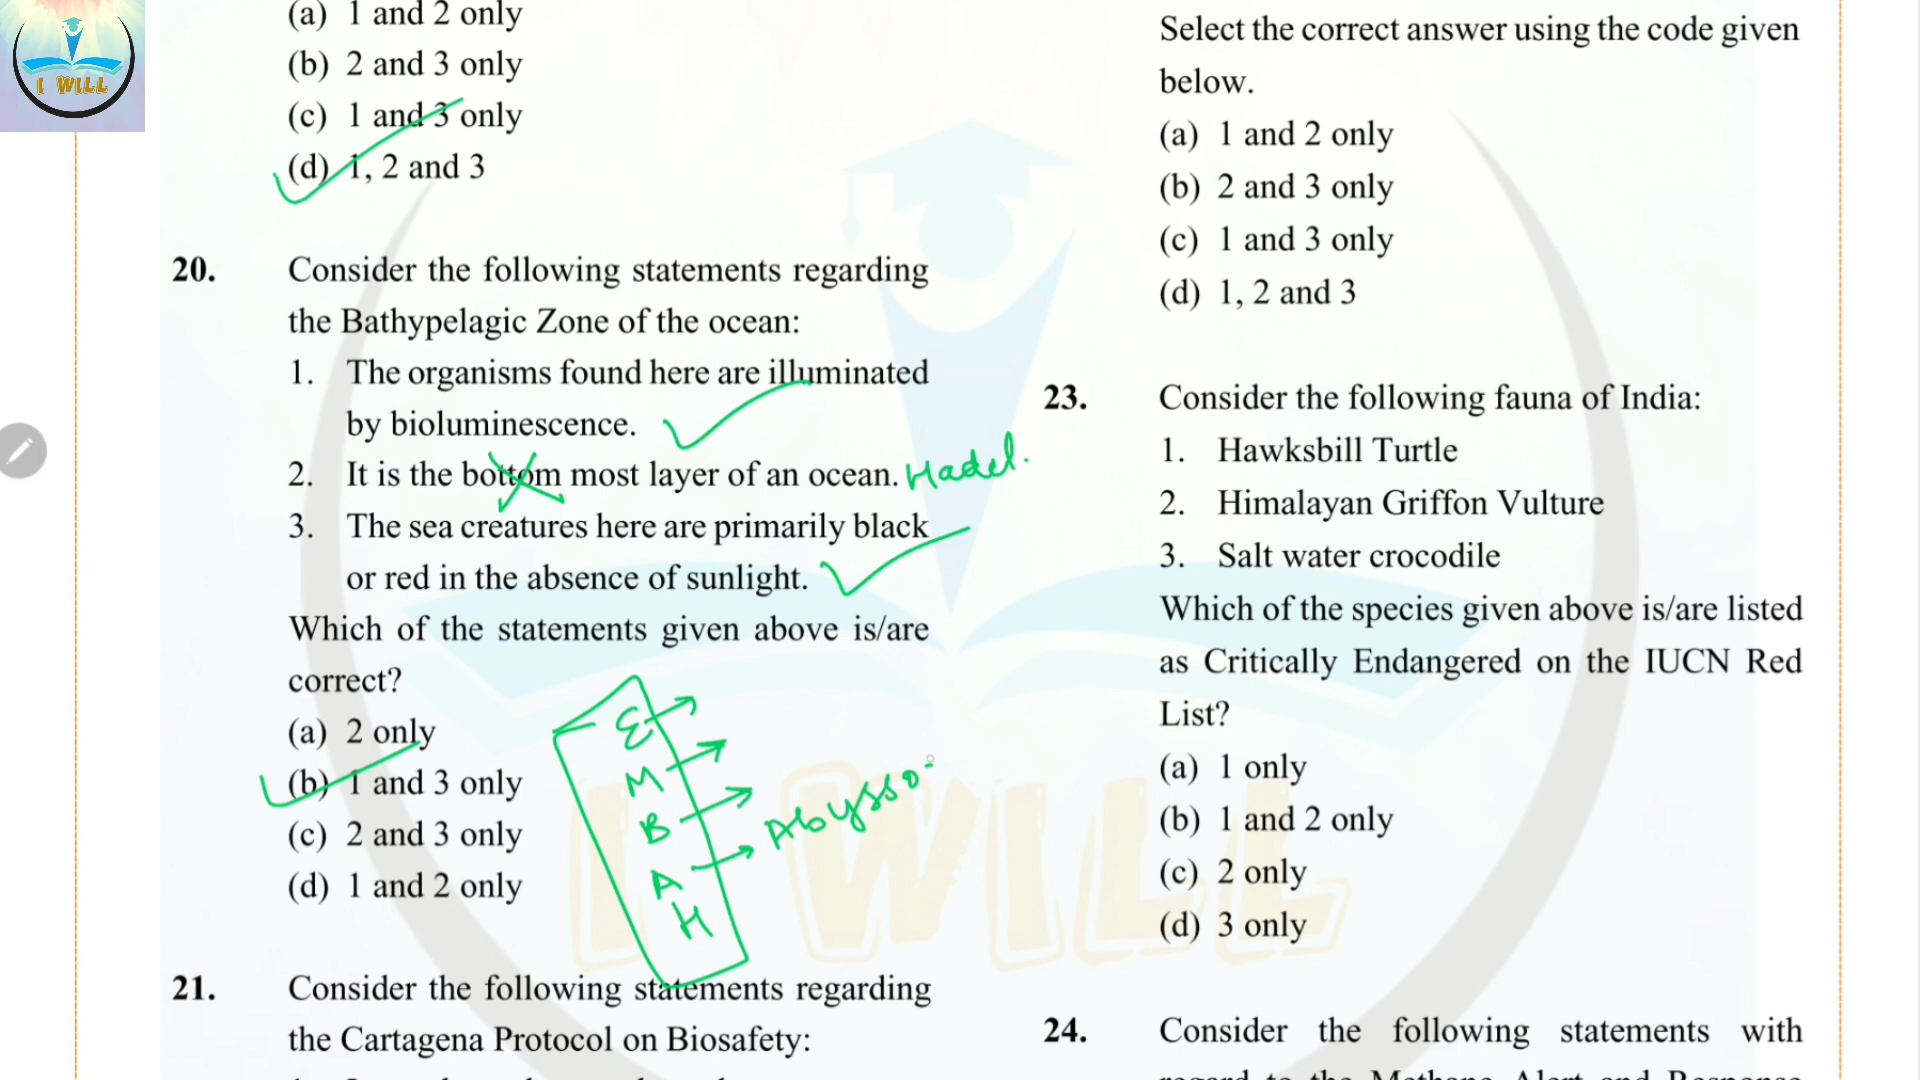 I WILL
(a) 1 and 2 only
(b) 2 and 3 only
(c) 1 and 3 only
(d) 1, 2 and 3
20. Consider the following statements regarding
the Bathypelagic Zone of the ocean:
1. The organisms found here are illuminated
by bioluminescence.
2. It is the bottom most layer of an ocean. Hadel.
3. The sea creatures here are primarily black
or red in the absence of sunlight.
Which of the statements given above is/are
correct?
(a) 2 only
(b) 1 and 3 only
(c) 2 and 3 only
(d) 1 and 2 only
E
M
B
A
H
Abysso
21. Consider the following statements regarding
the Cartagena Protocol on Biosafety:
Select the correct answer using the code given
below.
(a) 1 and 2 only
(b) 2 and 3 only
(c) 1 and 3 only
(d) 1, 2 and 3
23. Consider the following fauna of India:
1. Hawksbill Turtle
2. Himalayan Griffon Vulture
3. Salt water crocodile
Which of the species given above is/are listed
as Critically Endangered on the IUCN Red
List?
(a) 1 only
(b) 1 and 2 only
(c) 2 only
(d) 3 only
24. Consider the following statements with
I WILL